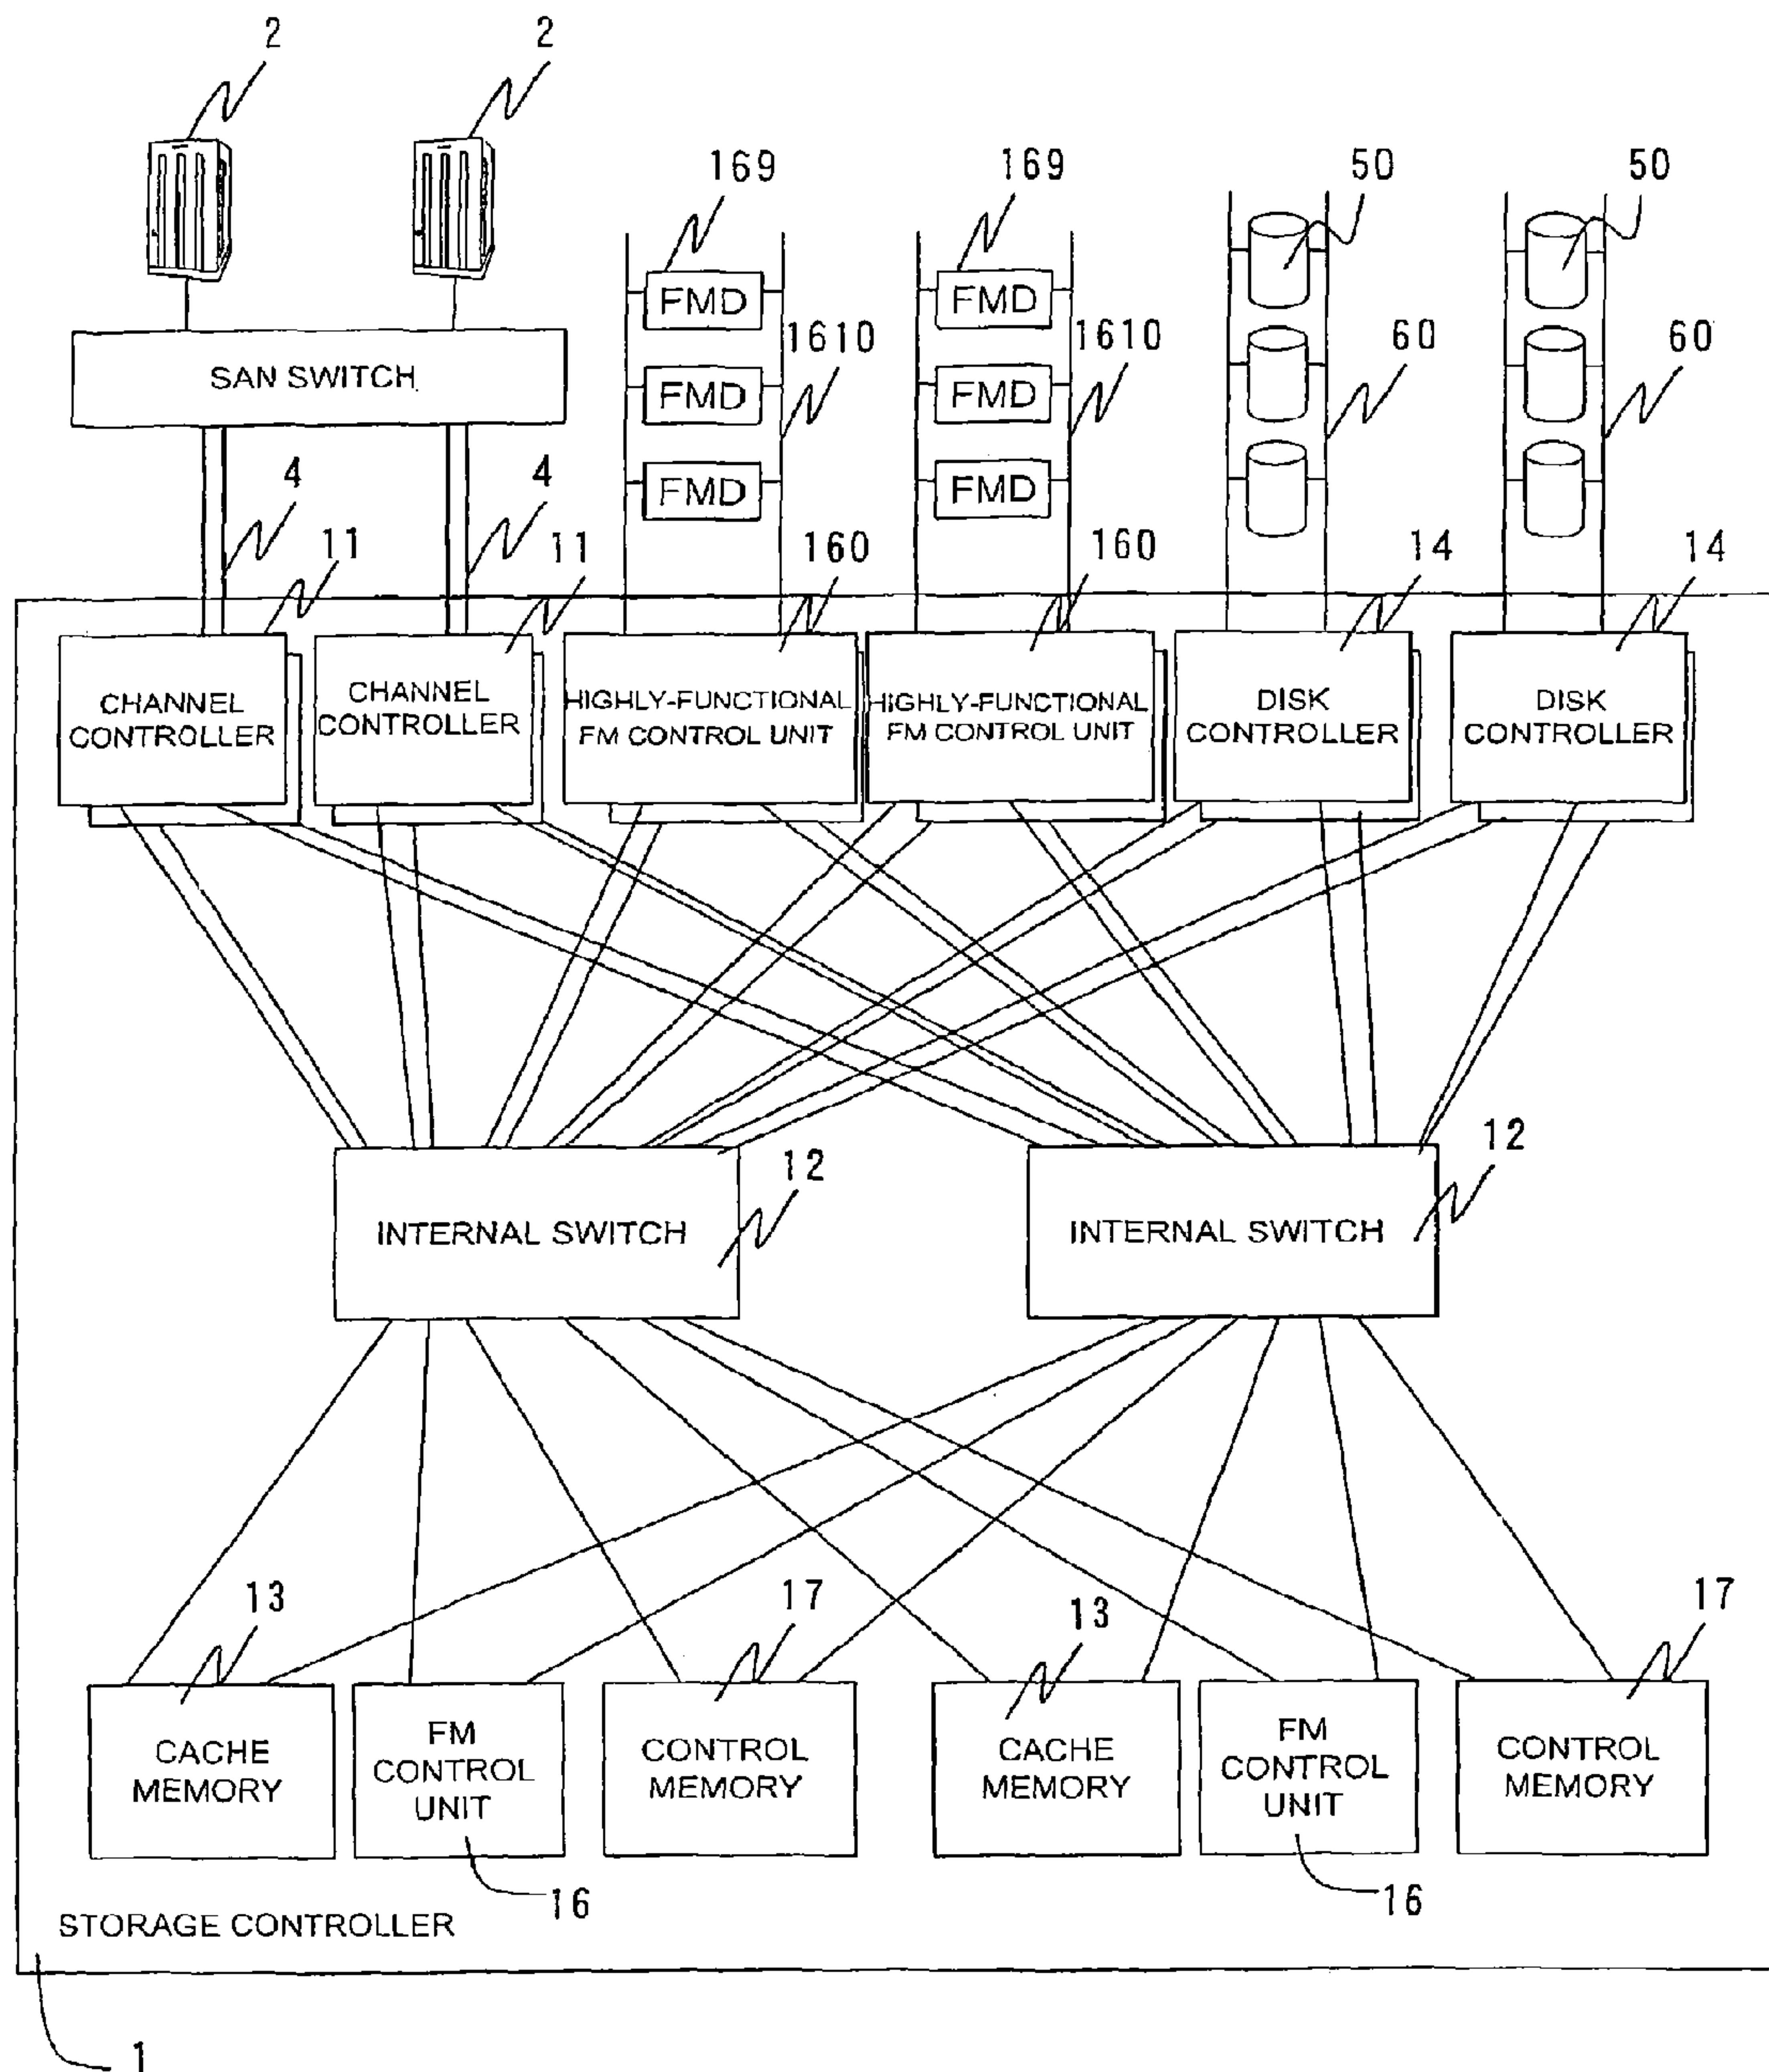 2 2
169 169 50 50
FMD FMD
1610 1610 60 60
SAN SWITCH
FMD FMD
FMD FMD
4 4
11 11 160 160 14 14
CHANNEL CONTROLLER
CHANNEL CONTROLLER
HIGHLY-FUNCTIONAL FM CONTROL UNIT
HIGHLY-FUNCTIONAL FM CONTROL UNIT
DISK CONTROLLER
DISK CONTROLLER
12 12
INTERNAL SWITCH INTERNAL SWITCH
13 17 13 17
CACHE MEMORY
FM CONTROL UNIT
CONTROL MEMORY
CACHE MEMORY
FM CONTROL UNIT
CONTROL MEMORY
16 16
STORAGE CONTROLLER
1